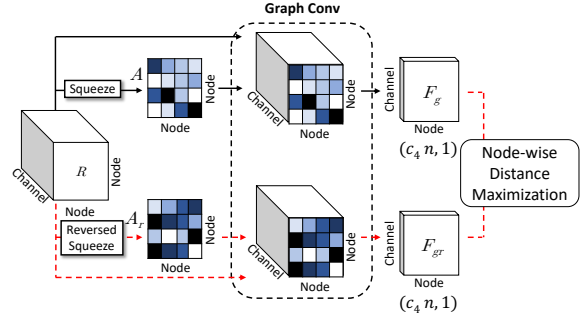 Graph Conv
Squeeze
A
Node
Node
Channel
Node
Node
Channel
F_g
Node
(c_4 n, 1)
R
Channel
Node
Node
Node-wise
Distance
Maximization
Reversed
Squeeze
A_r
Node
Node
Channel
Node
Node
Channel
F_gr
Node
(c_4 n, 1)